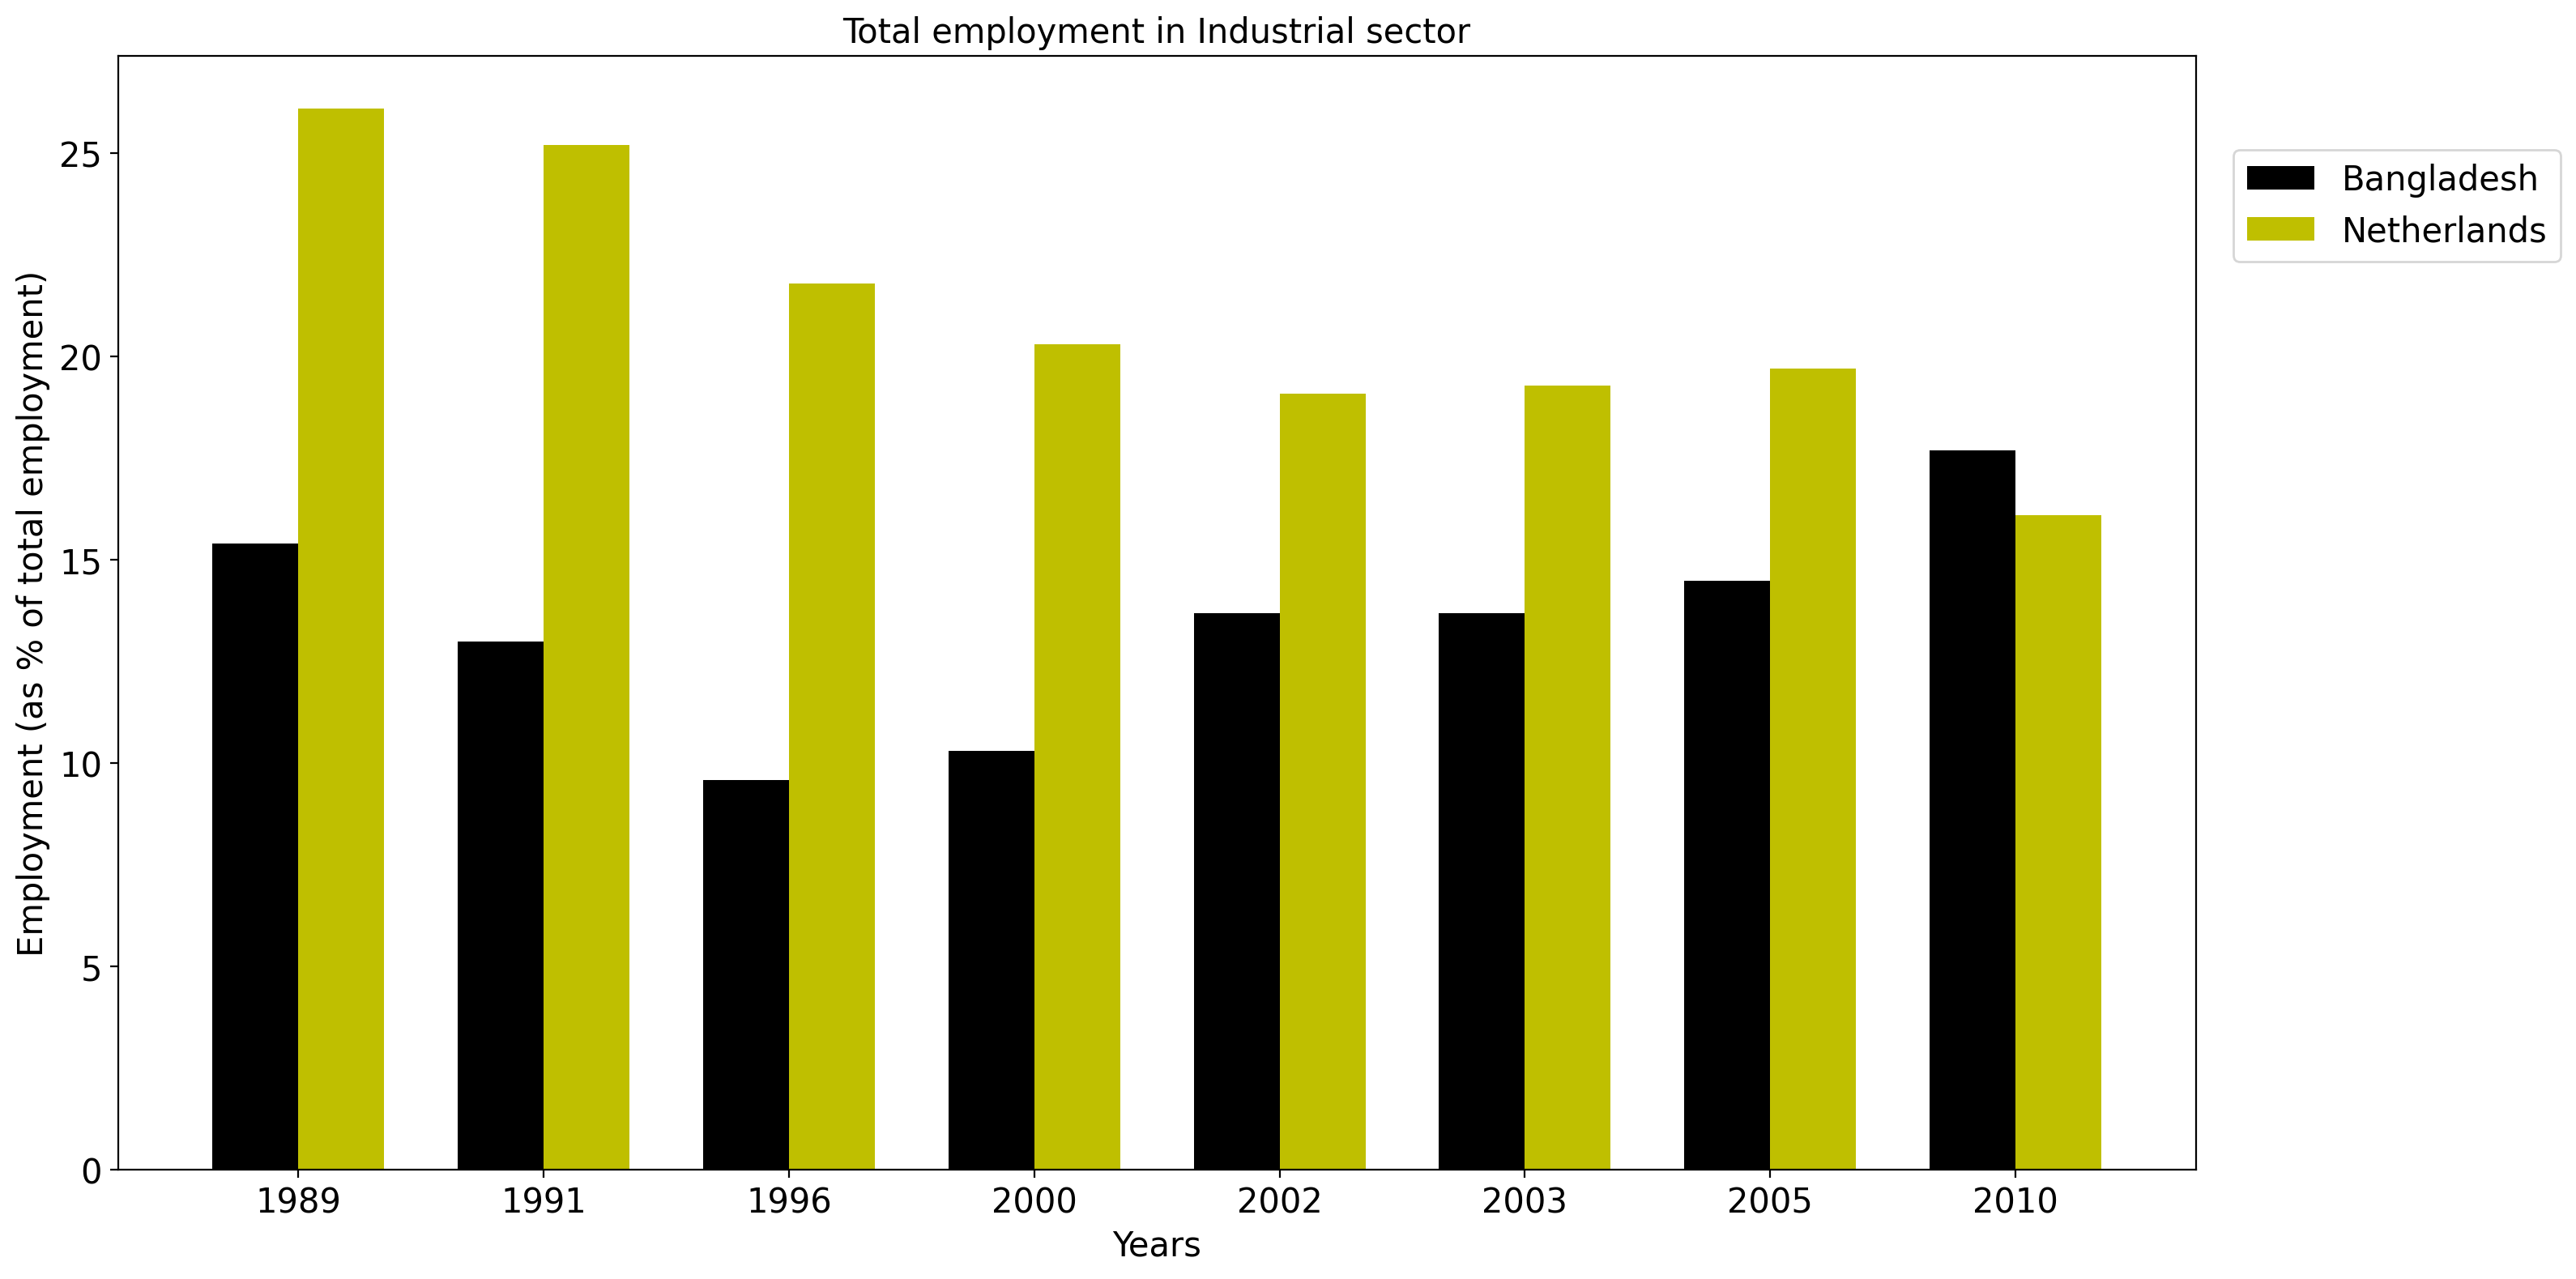 Total employment in Industrial sector
Employment (as % of total employment)
25
20
15
10
5
0
1989 1991 1996 2000 2002 2003 2005 2010
Years
Bangladesh
Netherlands